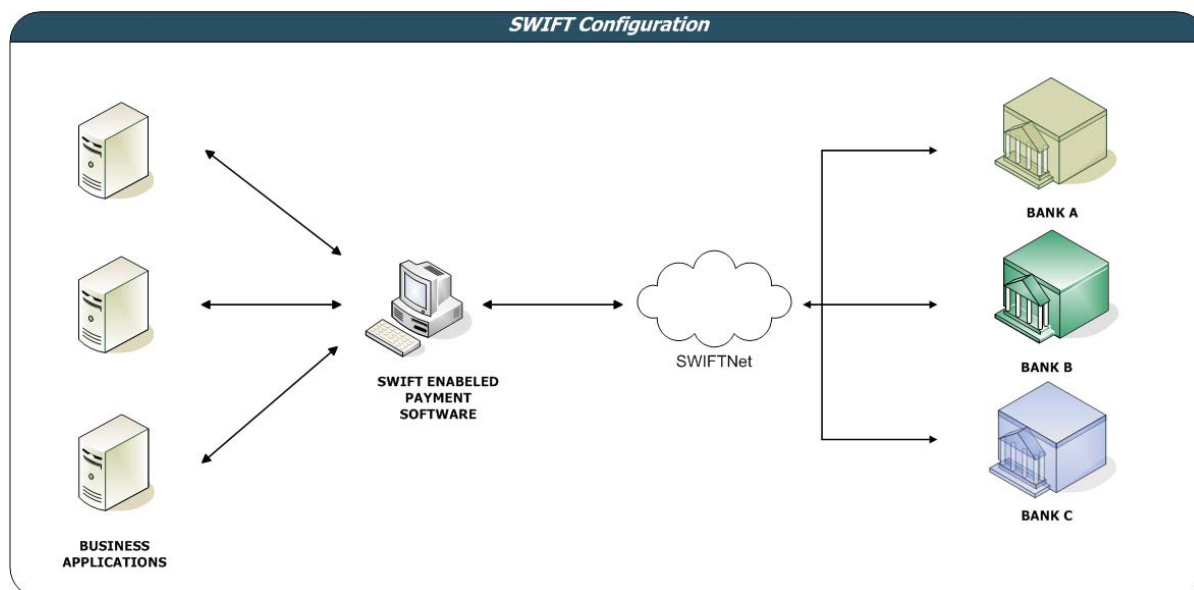 SWIFT Configuration
BANK A
SWIFTNet
SWIFT ENABELED
PAYMENT
SOFTWARE
BANK B
BANK C
BUSINESS
APPLICATIONS